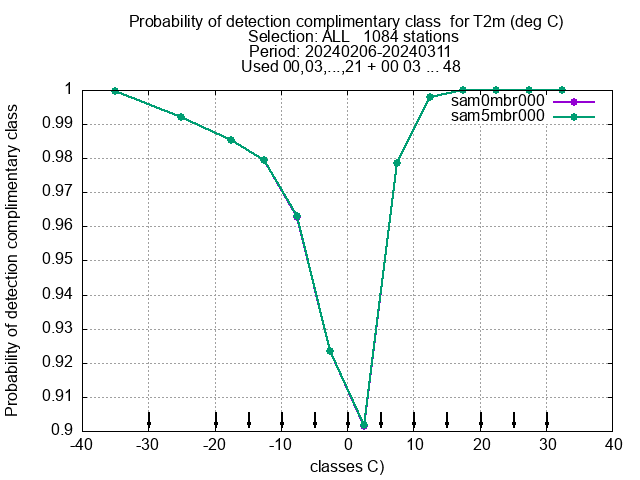 Probability of detection complimentary class  for T2m (deg C)
Selection: ALL   1084 stations
Period: 20240206-20240311
Used 00,03,...,21 + 00 03 ... 48
Probability of detection complimentary class
1
0.99
0.98
0.97
0.96
0.95
0.94
0.93
0.92
0.91
0.9
sam0mbr000
sam5mbr000
-40 -30 -20 -10 0 10 20 30 40
classes C)